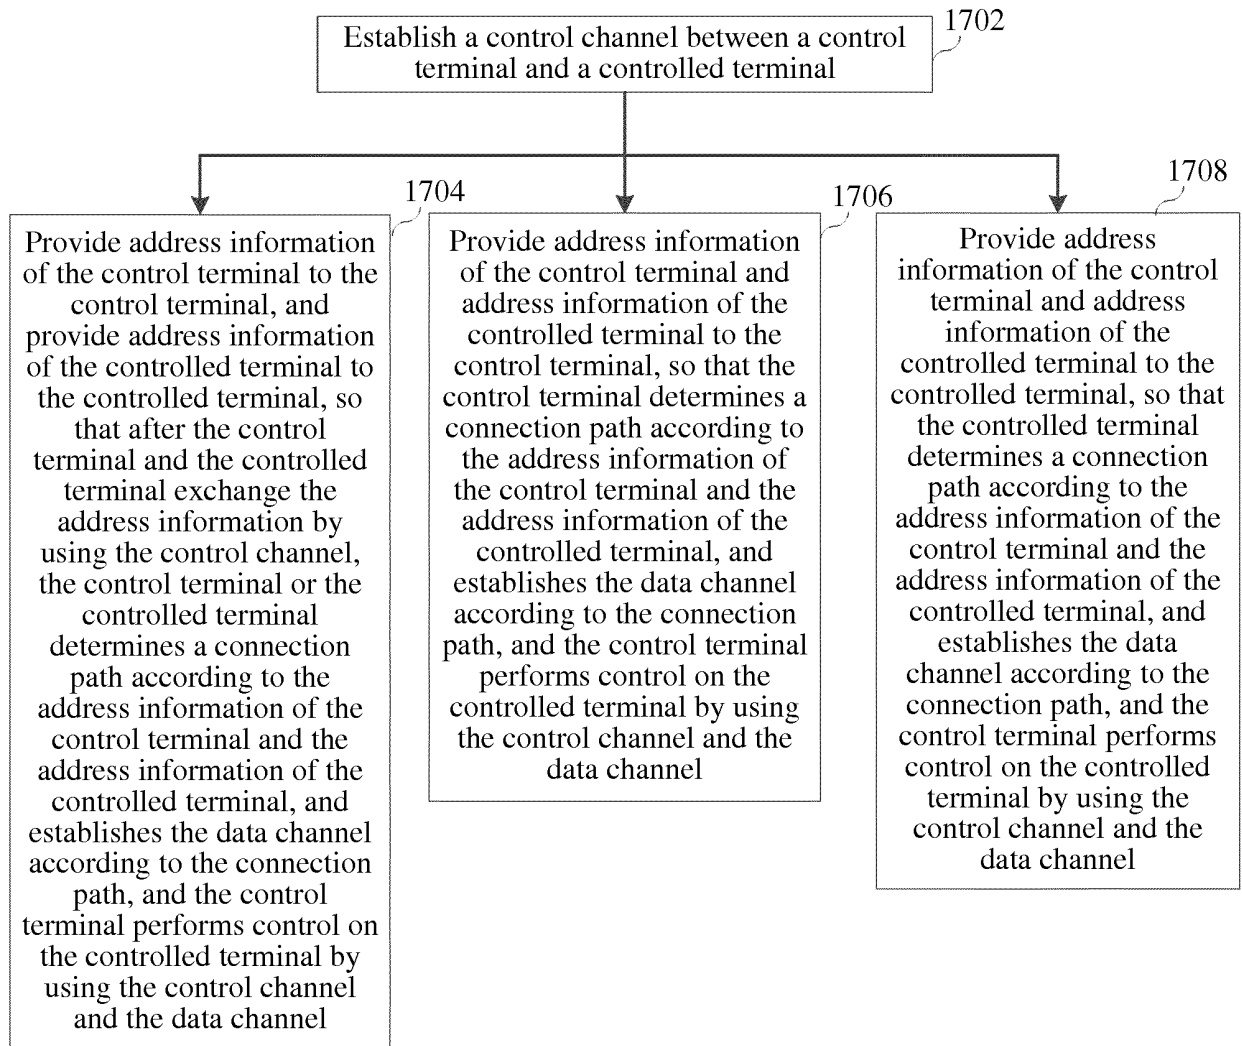 Establish a control channel between a control
terminal and a controlled terminal
1702
1704
Provide address information
of the control terminal to the
control terminal, and
provide address information
of the controlled terminal to
the controlled terminal, so
that after the control
terminal and the controlled
terminal exchange the
address information by
using the control channel,
the control terminal or the
controlled terminal
determines a connection
path according to the
address information of the
control terminal and the
address information of the
controlled terminal, and
establishes the data channel
according to the connection
path, and the control
terminal performs control on
the controlled terminal by
using the control channel
and the data channel
1706
Provide address information
of the control terminal and
address information of the
controlled terminal to the
control terminal, so that the
control terminal determines a
connection path according to
the address information of
the control terminal and the
address information of the
controlled terminal, and
establishes the data channel
according to the connection
path, and the control terminal
performs control on the
controlled terminal by using
the control channel and the
data channel
1708
Provide address
information of the control
terminal and address
information of the
controlled terminal to the
controlled terminal, so that
the controlled terminal
determines a connection
path according to the
address information of the
control terminal and the
address information of the
controlled terminal, and
establishes the data
channel according to the
connection path, and the
control terminal performs
control on the controlled
terminal by using the
control channel and the
data channel